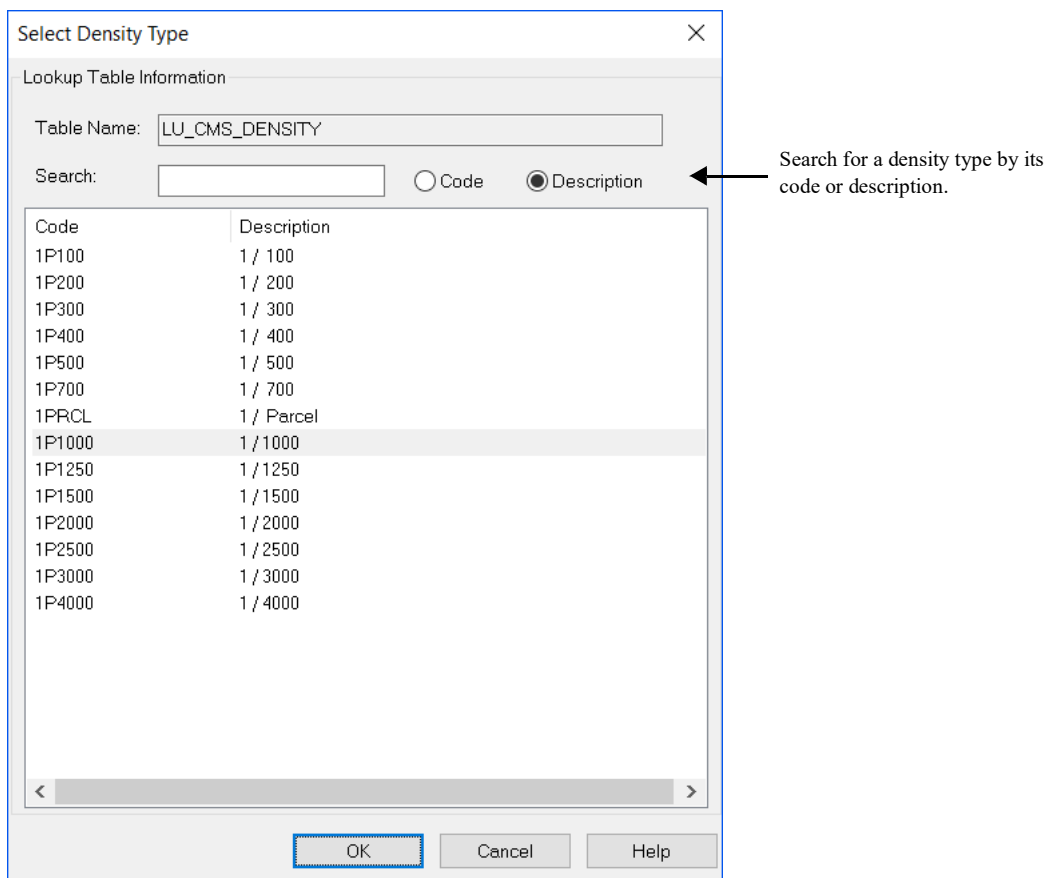 Select Density Type
Lookup Table Information
Table Name: LU_CMS_DENSITY
Search: Code Description
Search for a density type by its
code or description.
Code Description
1P100 1 / 100
1P200 1 / 200
1P300 1 / 300
1P400 1 / 400
1P500 1 / 500
1P700 1 / 700
1PRCL 1 / Parcel
1P1000 1 / 1000
1P1250 1 / 1250
1P1500 1 / 1500
1P2000 1 / 2000
1P2500 1 / 2500
1P3000 1 / 3000
1P4000 1 / 4000
OK Cancel Help